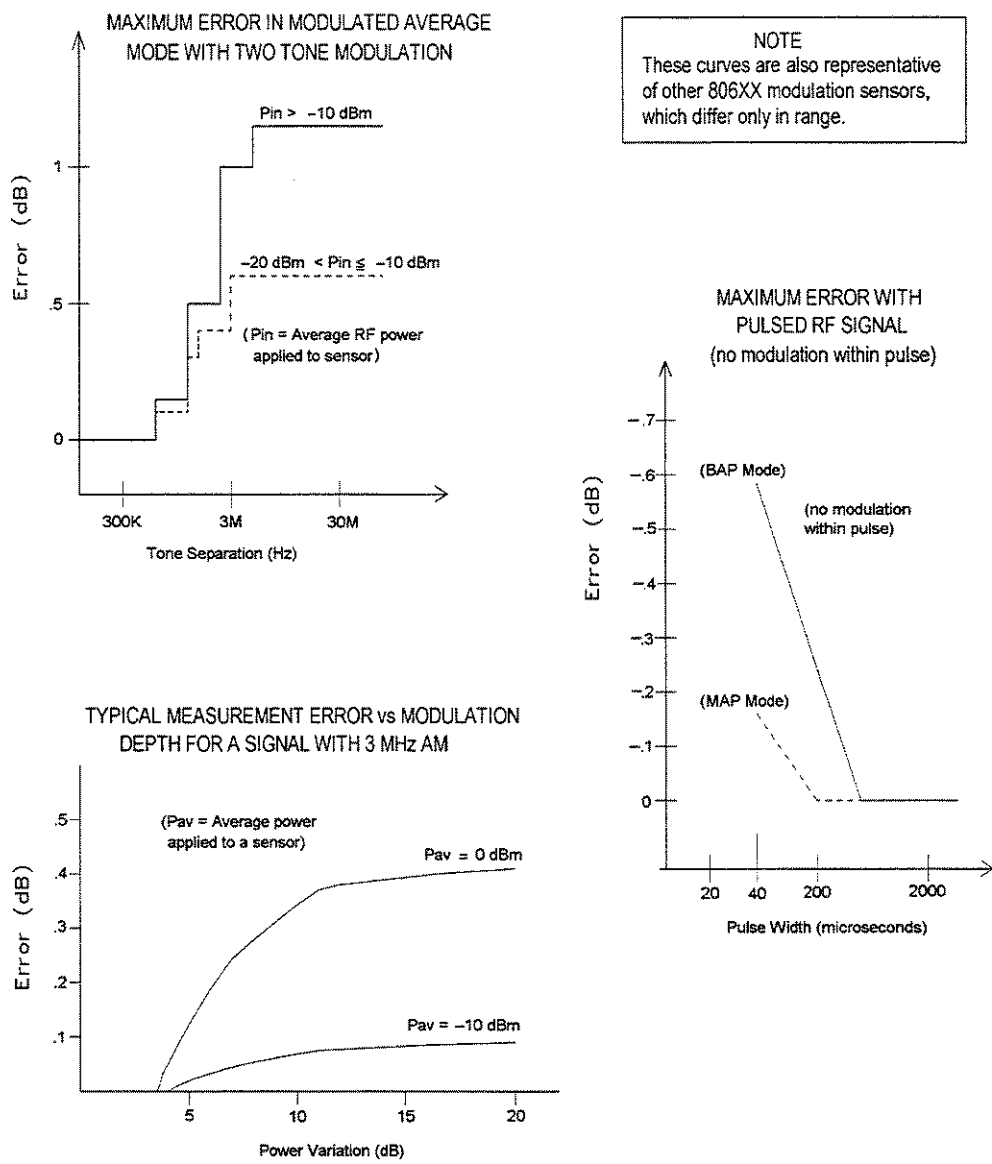 MAXIMUM ERROR IN MODULATED AVERAGE
MODE WITH TWO TONE MODULATION
Pin > −10 dBm
−20 dBm < Pin ≦ −10 dBm
(Pin = Average RF power
applied to sensor)
Error (dB)
1
.5
0
300K
3M
30M
Tone Separation (Hz)
NOTE
These curves are also representative
of other 806XX modulation sensors,
which differ only in range.
MAXIMUM ERROR WITH
PULSED RF SIGNAL
(no modulation within pulse)
−.7
−.6
−.5
−.4
−.3
−.2
−.1
0
Error (dB)
(BAP Mode)
(no modulation
within pulse)
(MAP Mode)
20
40
200
2000
Pulse Width (microseconds)
TYPICAL MEASUREMENT ERROR vs MODULATION
DEPTH FOR A SIGNAL WITH 3 MHz AM
(Pav = Average power
applied to a sensor)
Pav = 0 dBm
Pav = −10 dBm
Error (dB)
.5
.4
.3
.2
.1
5
10
15
20
Power Variation (dB)